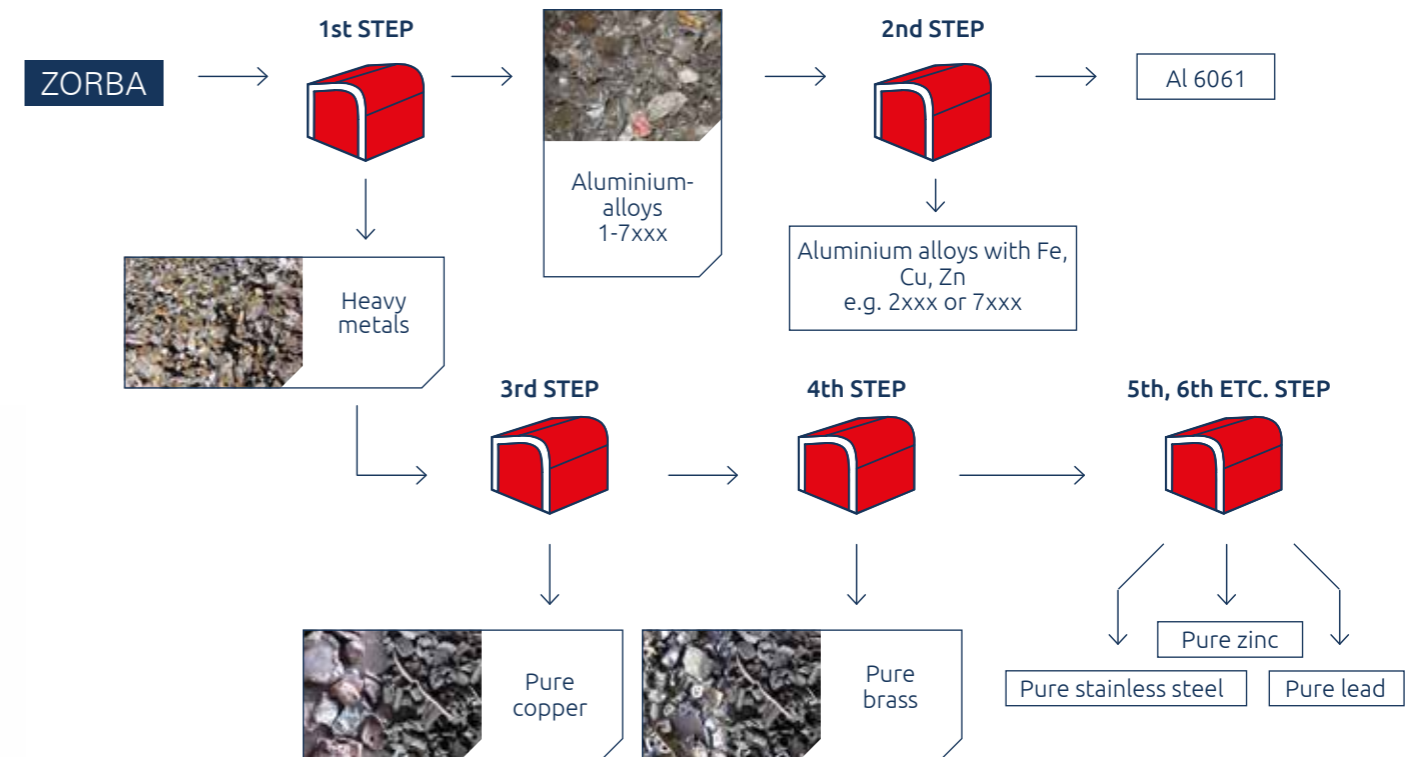 1st STEP
2nd STEP
ZORBA
Al 6061
Aluminium-
alloys
1-7xxx
Aluminium alloys with Fe,
Cu, Zn
e.g. 2xxx or 7xxx
Heavy
metals
3rd STEP
4th STEP
5th, 6th ETC. STEP
Pure
copper
Pure
brass
Pure zinc
Pure stainless steel
Pure lead